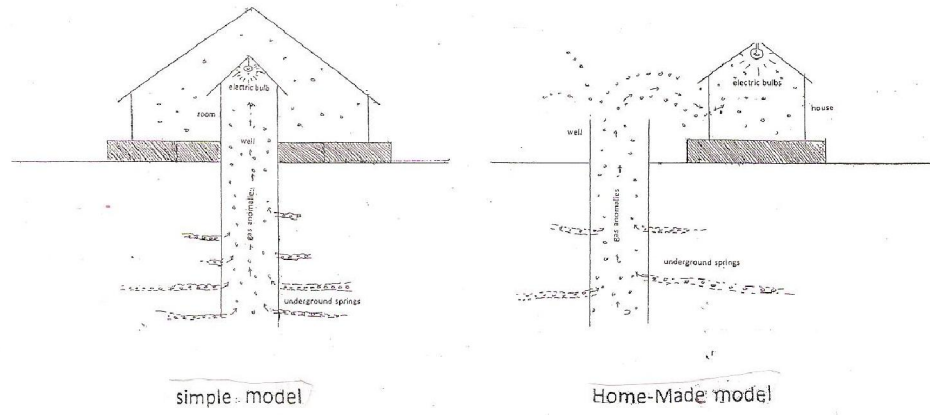 electric bulb
room
well
gas anomalies
underground springs
simple model
electric bulbs
house
well
gas anomalies
underground springs
Home-Made model